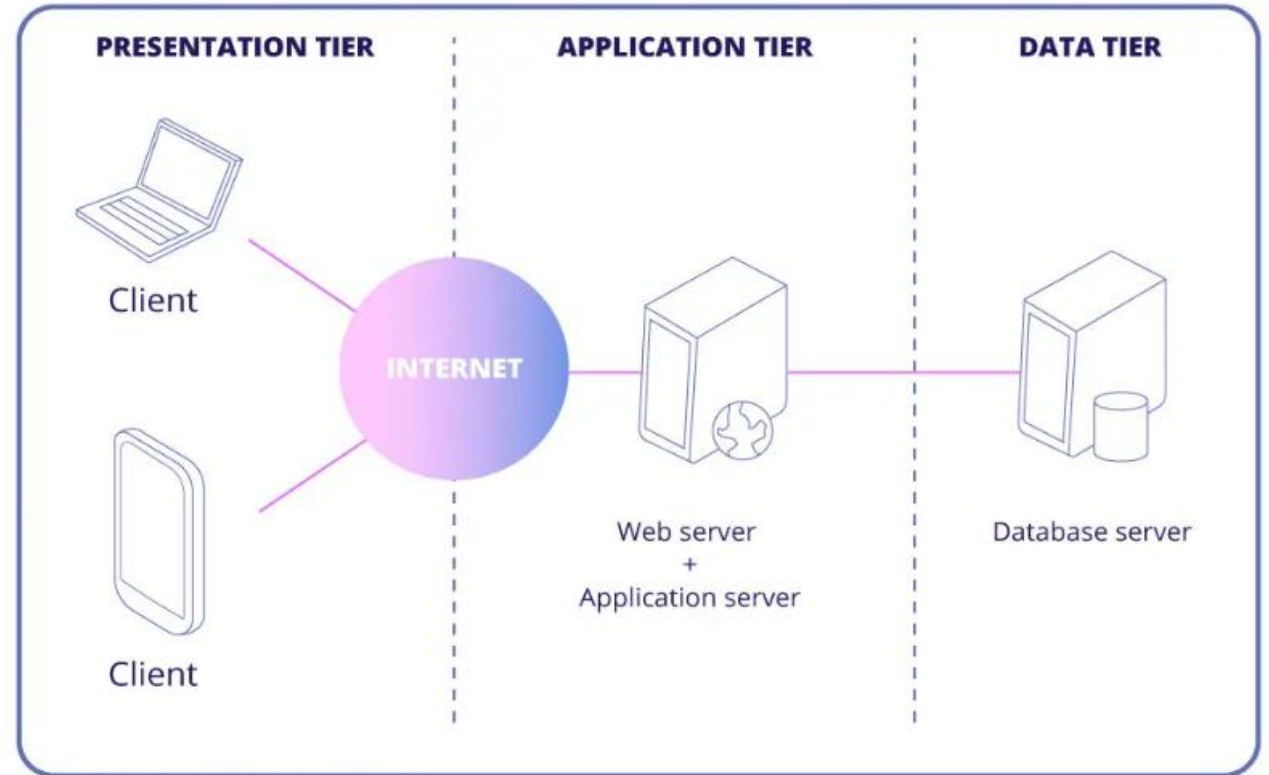 PRESENTATION TIER
APPLICATION TIER
DATA TIER
Client
INTERNET
Client
Web server
+
Application server
Database server